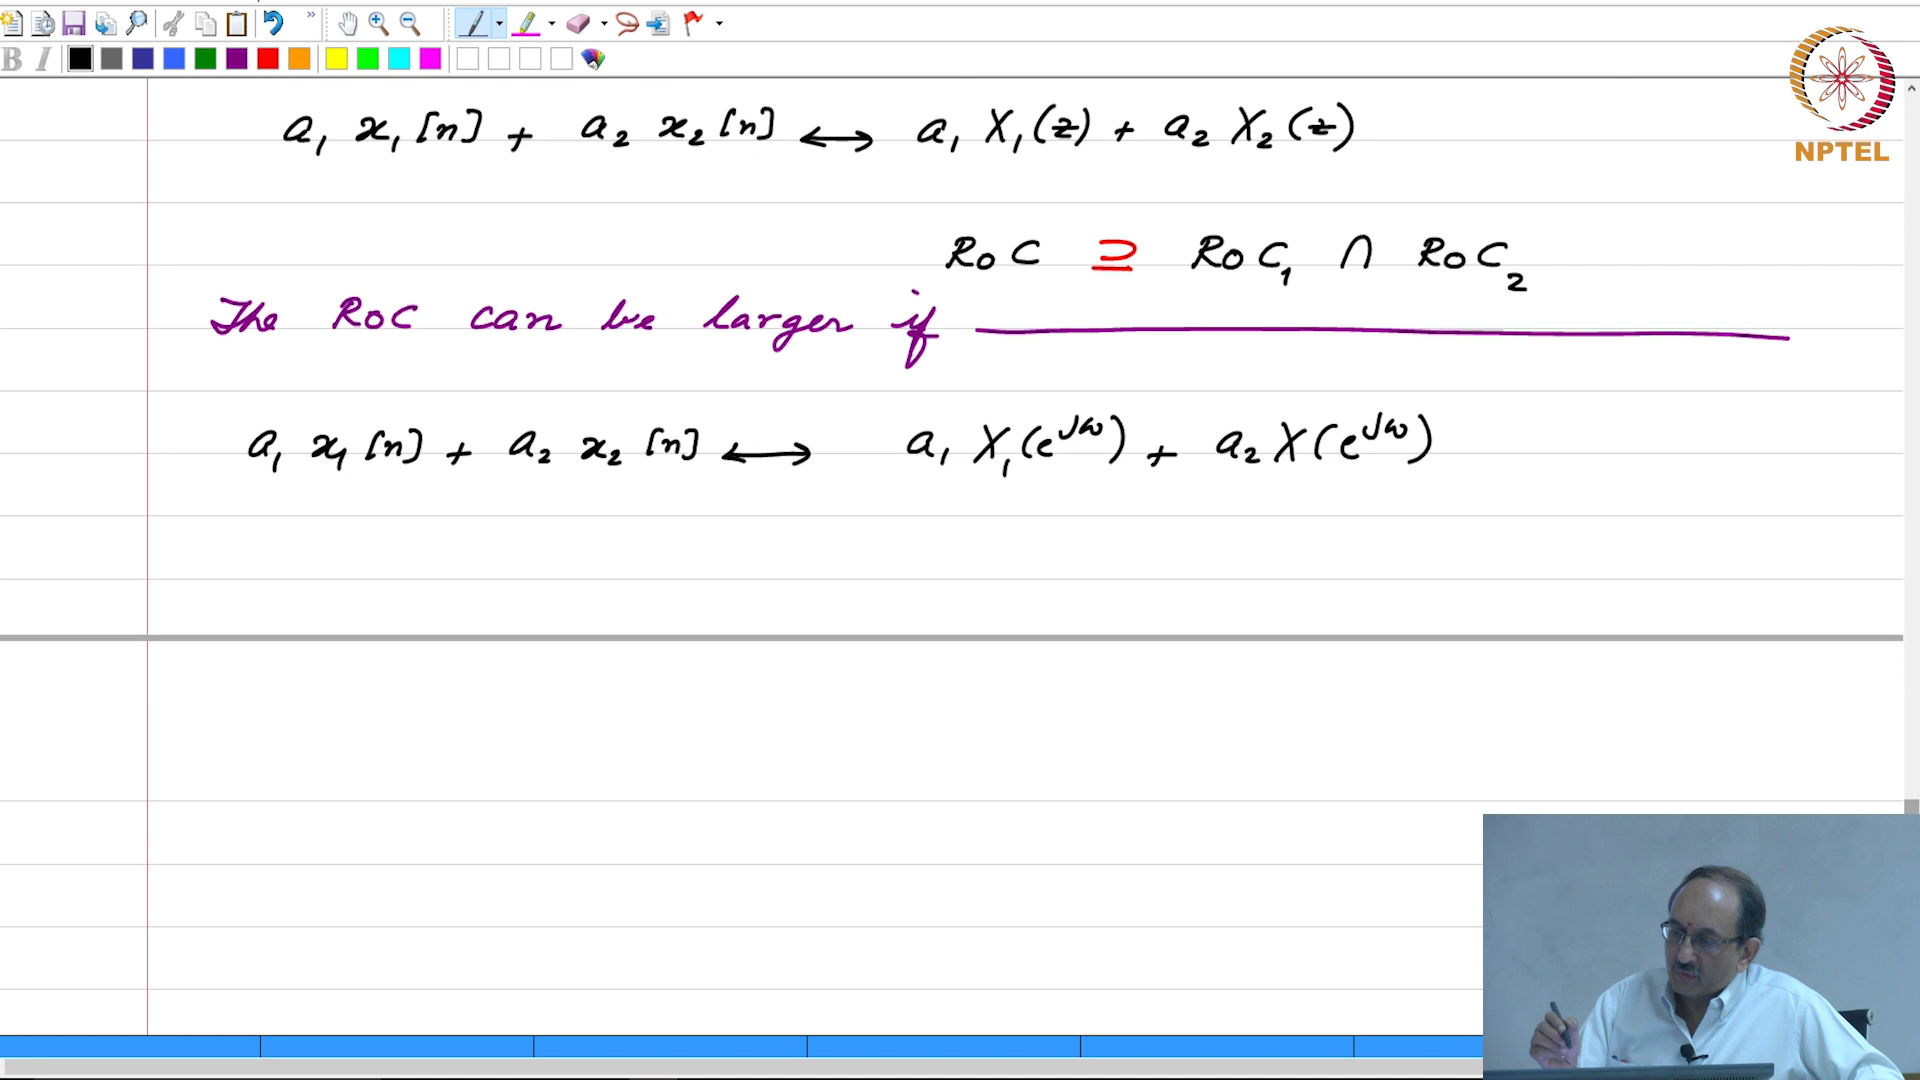 a₁ x₁[n] + a₂ x₂[n] ⟷ a₁ X₁(z) + a₂ X₂(z)
NPTEL
RoC ⊇ RoC₁ ∩ RoC₂
The RoC can be larger if
a₁ x₁[n] + a₂ x₂[n] ⟷ a₁ X₁(e^{jω}) + a₂ X(e^{jω})